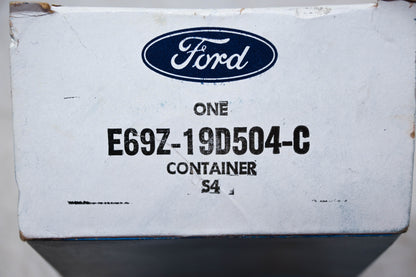 Ford
ONE
E69Z-19D504-C
CONTAINER
S4